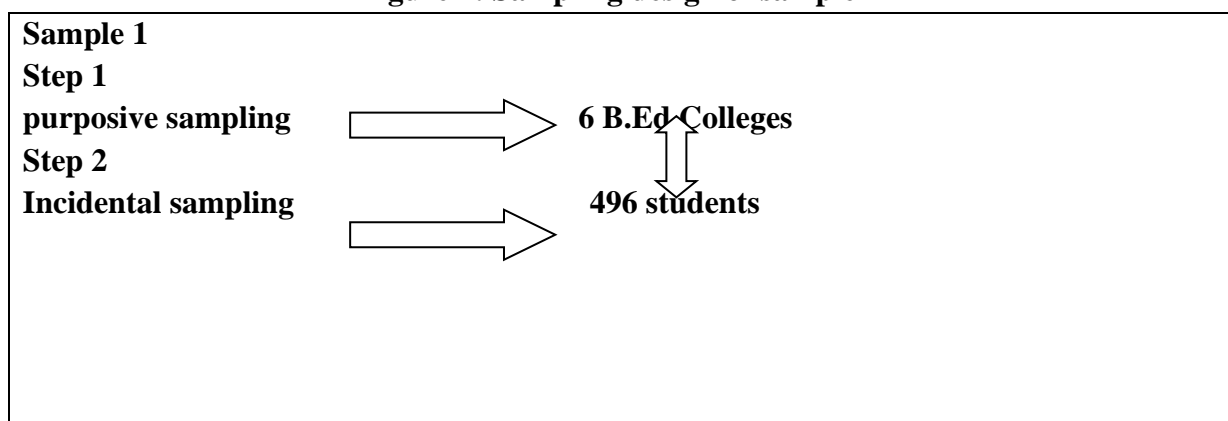 Sample 1
Step 1
purposive sampling 6 B.Ed Colleges
Step 2
Incidental sampling 496 students